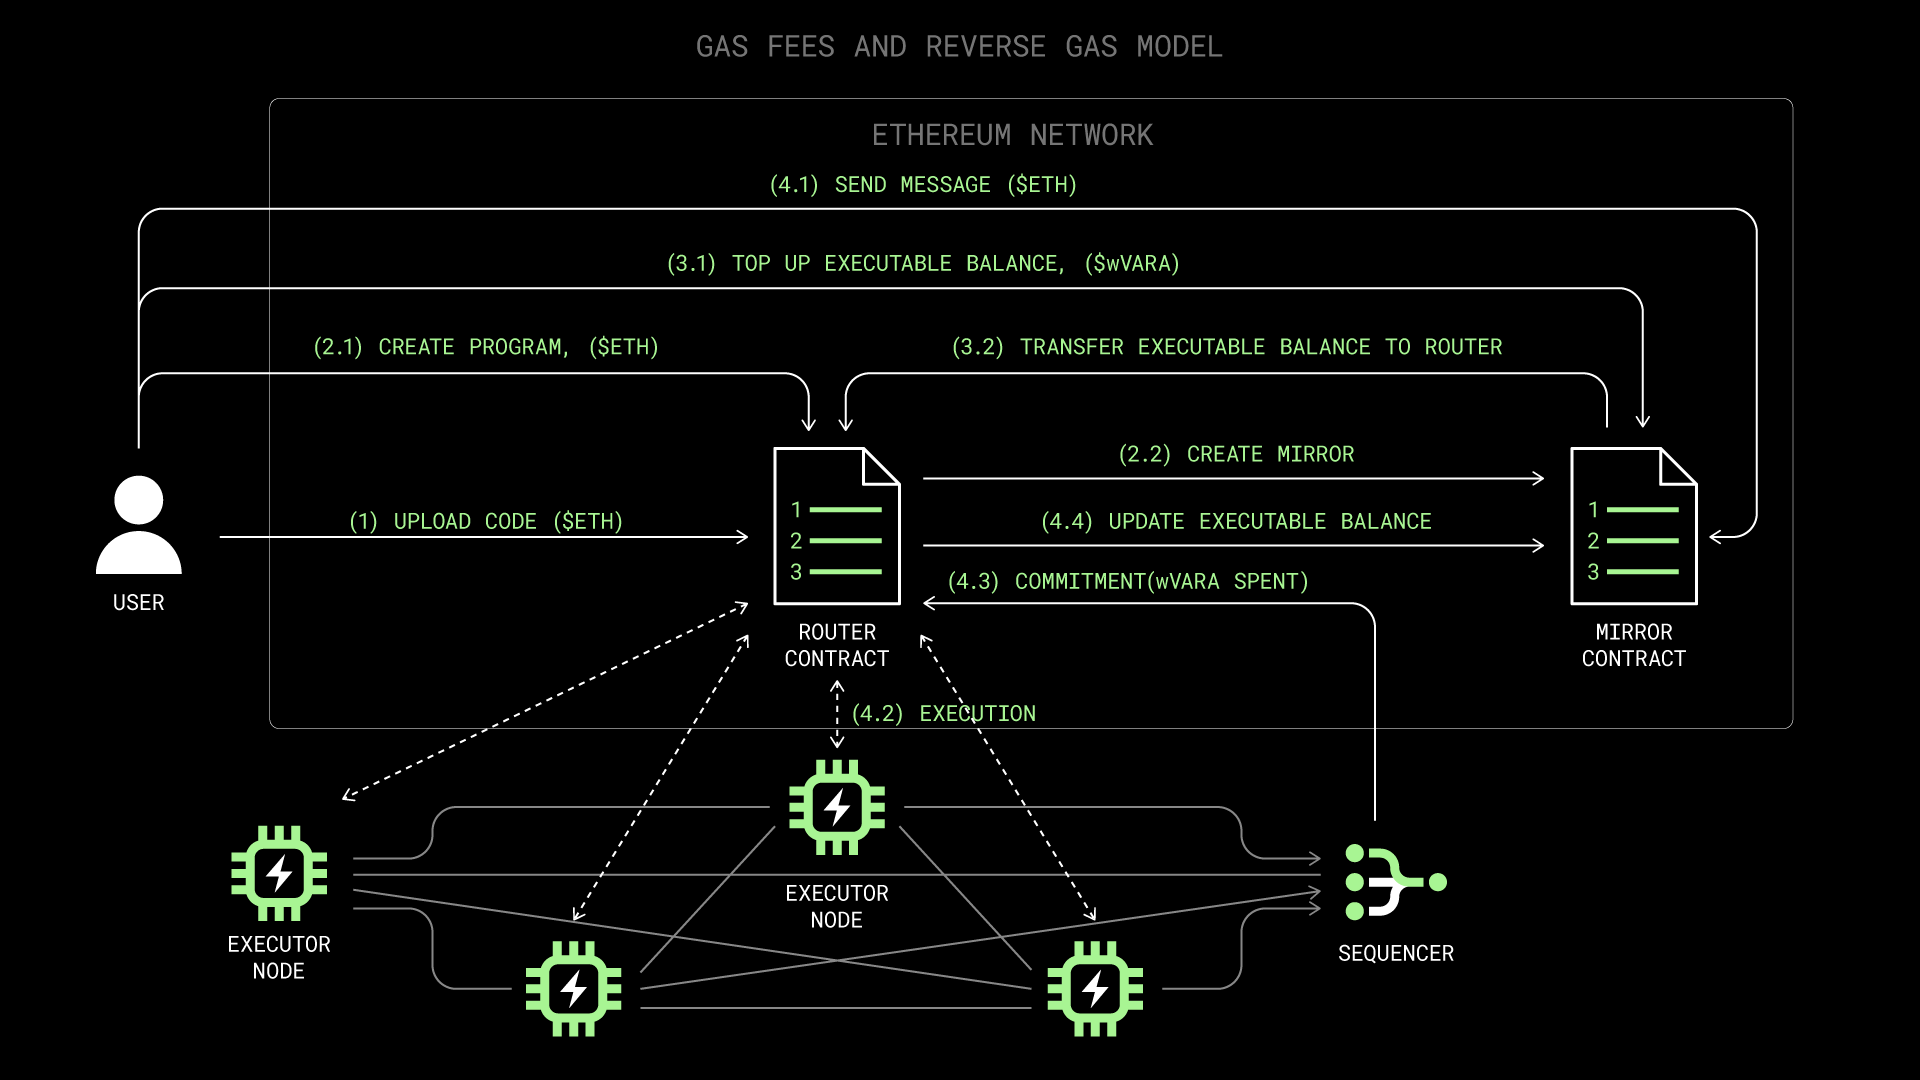 GAS FEES AND REVERSE GAS MODEL
ETHEREUM NETWORK
(4.1) SEND MESSAGE ($ETH)
(3.1) TOP UP EXECUTABLE BALANCE, ($wVARA)
(2.1) CREATE PROGRAM, ($ETH)
(3.2) TRANSFER EXECUTABLE BALANCE TO ROUTER
(2.2) CREATE MIRROR
(1) UPLOAD CODE ($ETH)
(4.4) UPDATE EXECUTABLE BALANCE
(4.3) COMMITMENT(wVARA SPENT)
1
2
3
1
2
3
USER
ROUTER
CONTRACT
MIRROR
CONTRACT
(4.2) EXECUTION
EXECUTOR
NODE
EXECUTOR
NODE
SEQUENCER